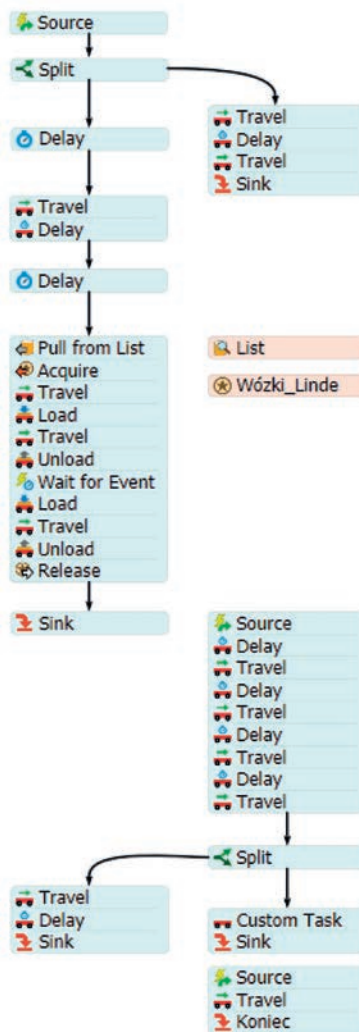 Source
Split
Travel
Delay
Travel
Sink
Delay
Travel
Delay
Delay
Pull from List
Acquire
Travel
Load
Travel
Unload
Wait for Event
Load
Travel
Unload
Release
List
Wózki_Linde
Sink
Source
Delay
Travel
Delay
Travel
Delay
Travel
Delay
Travel
Split
Travel
Delay
Sink
Custom Task
Sink
Source
Travel
Koniec